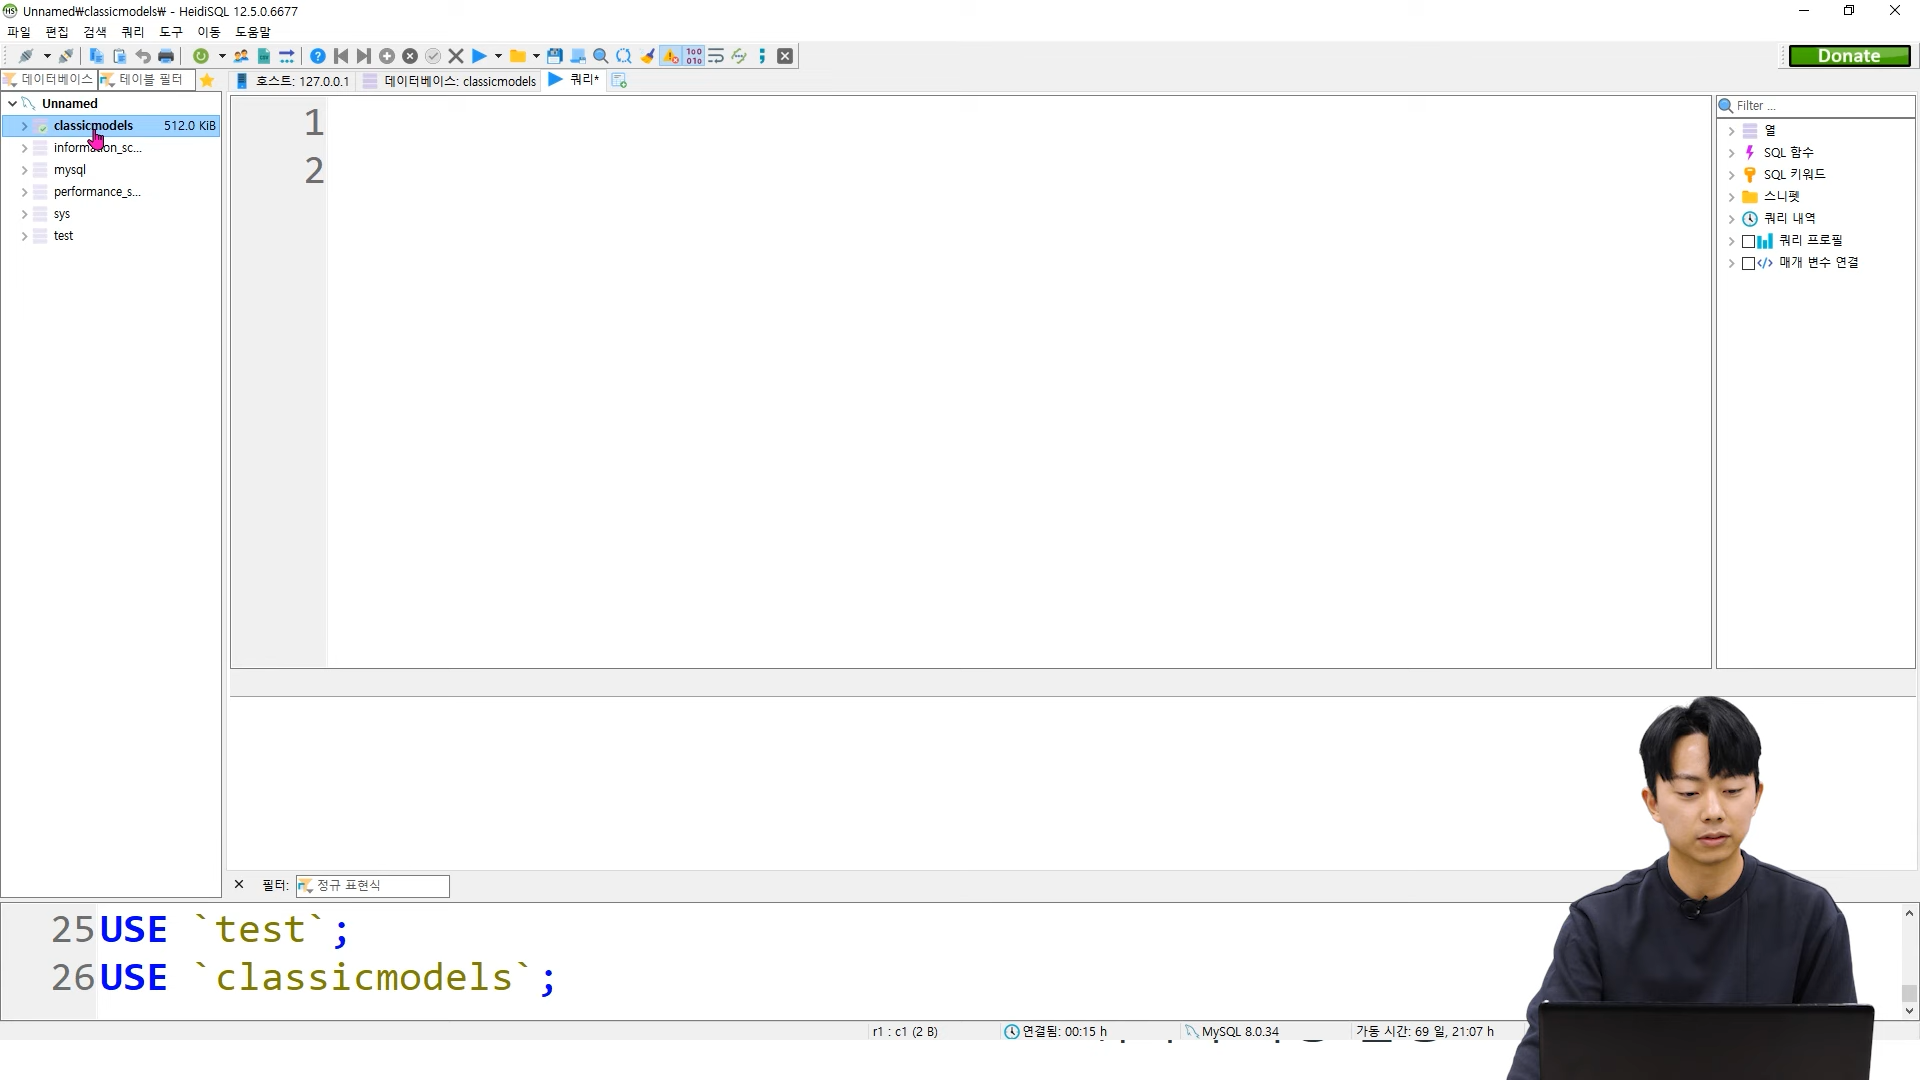 Unnamed₩classicmodels₩ - HeidiSQL 12.5.0.6677
파일 편집 검색 쿼리 도구 이동 도움말
Donate
데이터베이스 테이블 필터 호스트: 127.0.0.1 데이터베이스: classicmodels 쿼리*
Unnamed
classicmodels 512.0 KiB
information_sc...
mysql
performance_s...
sys
test
1
2
Filter ...
열
SQL 함수
SQL 키워드
스니펫
쿼리 내역
쿼리 프로필
매개 변수 연결
필터: 정규 표현식
25 USE `test`;
26 USE `classicmodels`;
r1 : c1 (2 B) 연결됨: 00:15 h MySQL 8.0.34 가동 시간: 69 일, 21:07 h